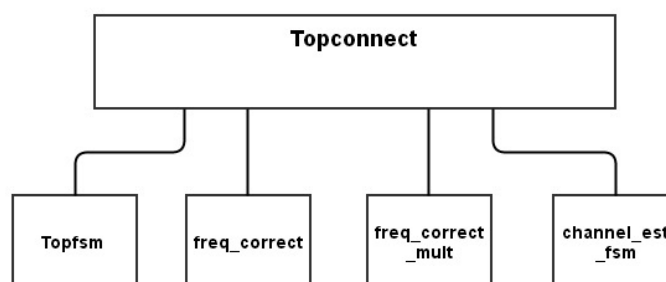 Topconnect
Topfsm
freq_correct
freq_correct
_mult
channel_est
_fsm